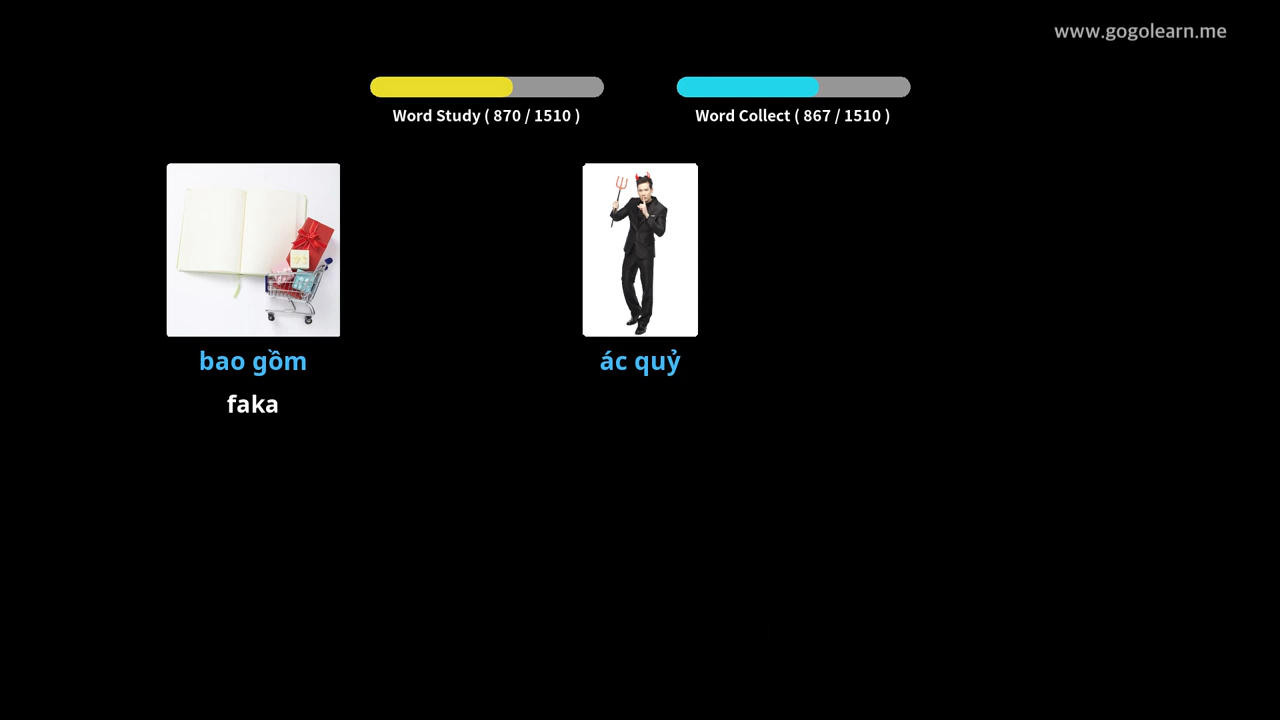 www.gogolearn.me
Word Study ( 870 / 1510 )
Word Collect ( 867 / 1510 )
bao gồm
faka
ác quỷ